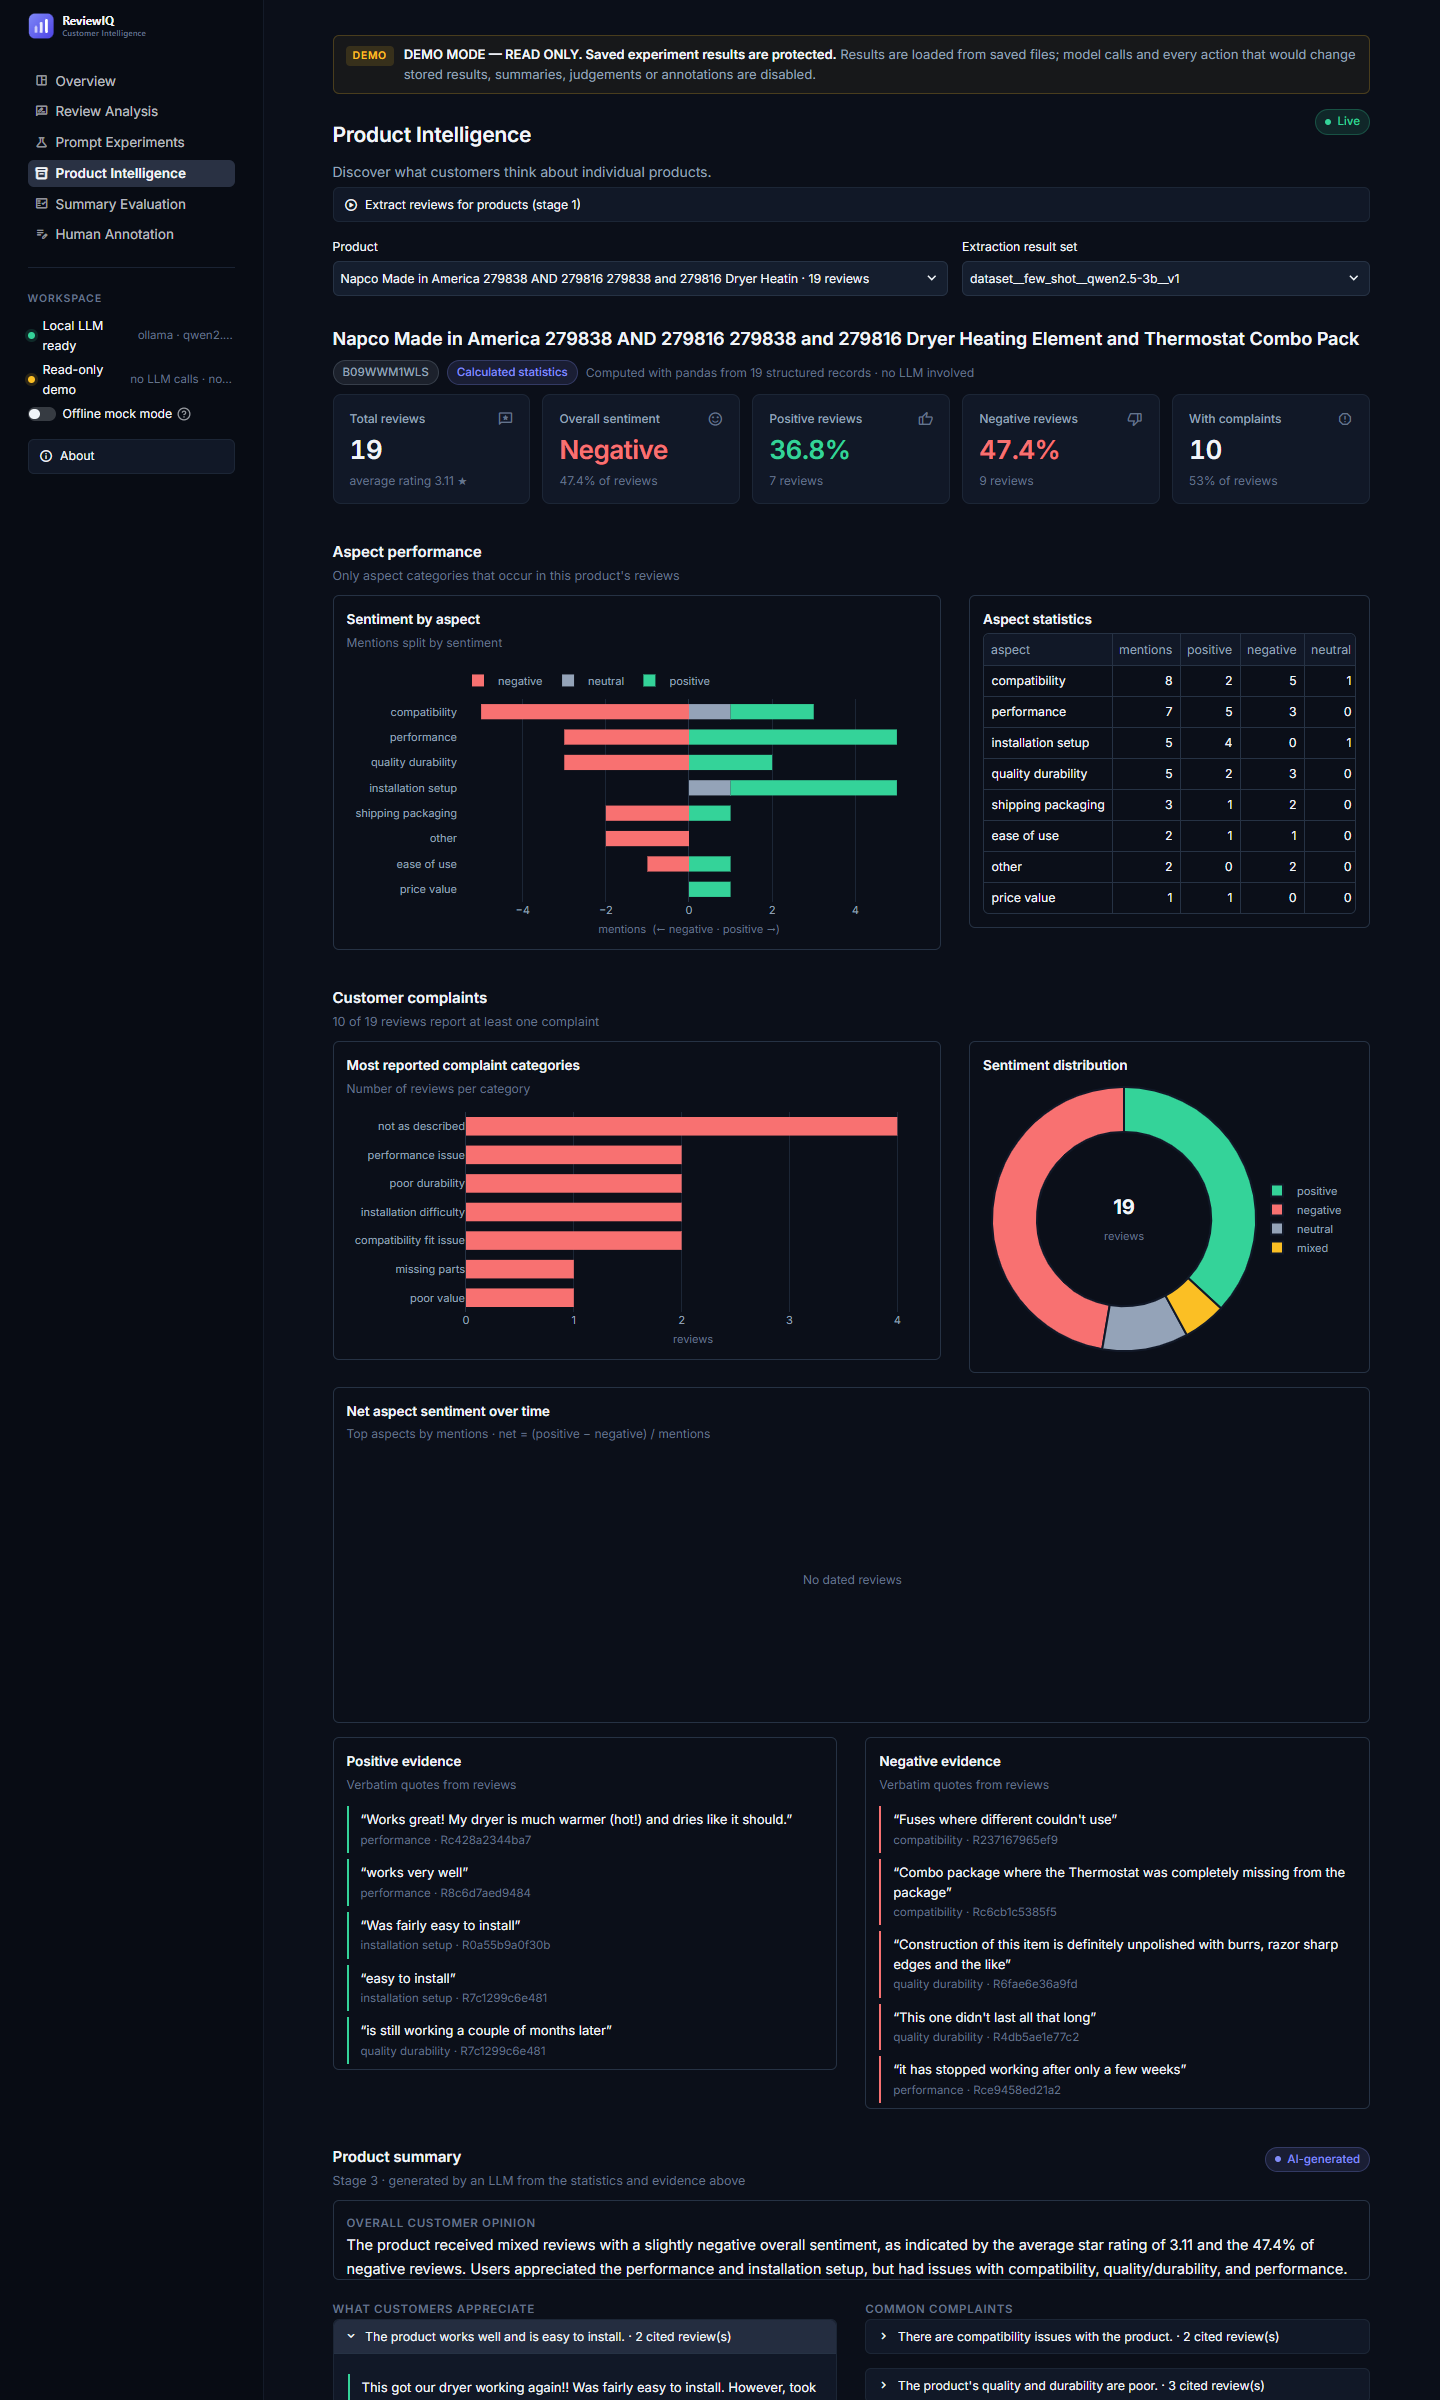 ReviewIQ
Customer Intelligence
Overview
Review Analysis
Prompt Experiments
Product Intelligence
Summary Evaluation
Human Annotation
WORKSPACE
Local LLM ready
ollama · qwen2....
Read-only demo
no LLM calls · no...
Offline mock mode
About
DEMO
DEMO MODE — READ ONLY. Saved experiment results are protected. Results are loaded from saved files; model calls and every action that would change
stored results, summaries, judgements or annotations are disabled.
Live
Product Intelligence
Discover what customers think about individual products.
Extract reviews for products (stage 1)
Product
Napco Made in America 279838 AND 279816 279838 and 279816 Dryer Heatin · 19 reviews
Extraction result set
dataset__few_shot__qwen2.5-3b__v1
Napco Made in America 279838 AND 279816 279838 and 279816 Dryer Heating Element and Thermostat Combo Pack
B09WWM1WLS
Calculated statistics
Computed with pandas from 19 structured records · no LLM involved
Total reviews
19
average rating 3.11 ★
Overall sentiment
Negative
47.4% of reviews
Positive reviews
36.8%
7 reviews
Negative reviews
47.4%
9 reviews
With complaints
10
53% of reviews
Aspect performance
Only aspect categories that occur in this product's reviews
Sentiment by aspect
Mentions split by sentiment
negative neutral positive
compatibility
performance
quality durability
installation setup
shipping packaging
other
ease of use
price value
−4 −2 0 2 4
mentions (← negative · positive →)
Aspect statistics
aspect mentions positive negative neutral
compatibility 8 2 5 1
performance 7 5 3 0
installation setup 5 4 0 1
quality durability 5 2 3 0
shipping packaging 3 1 2 0
ease of use 2 1 1 0
other 2 0 2 0
price value 1 1 0 0
Customer complaints
10 of 19 reviews report at least one complaint
Most reported complaint categories
Number of reviews per category
not as described
performance issue
poor durability
installation difficulty
compatibility fit issue
missing parts
poor value
0 1 2 3 4
reviews
Sentiment distribution
19
reviews
positive
negative
neutral
mixed
Net aspect sentiment over time
Top aspects by mentions · net = (positive − negative) / mentions
No dated reviews
Positive evidence
Verbatim quotes from reviews
“Works great! My dryer is much warmer (hot!) and dries like it should.”
performance · Rc428a2344ba7
“works very well”
performance · R8c6d7aed9484
“Was fairly easy to install”
installation setup · R0a55b9a0f30b
“easy to install”
installation setup · R7c1299c6e481
“is still working a couple of months later”
quality durability · R7c1299c6e481
Negative evidence
Verbatim quotes from reviews
“Fuses where different couldn't use”
compatibility · R237167965ef9
“Combo package where the Thermostat was completely missing from the
package”
compatibility · Rc6cb1c5385f5
“Construction of this item is definitely unpolished with burrs, razor sharp
edges and the like”
quality durability · R6fae6e36a9fd
“This one didn't last all that long”
quality durability · R4db5ae1e77c2
“it has stopped working after only a few weeks”
performance · Rce9458ed21a2
Product summary
AI-generated
Stage 3 · generated by an LLM from the statistics and evidence above
OVERALL CUSTOMER OPINION
The product received mixed reviews with a slightly negative overall sentiment, as indicated by the average star rating of 3.11 and the 47.4% of
negative reviews. Users appreciated the performance and installation setup, but had issues with compatibility, quality/durability, and performance.
WHAT CUSTOMERS APPRECIATE
The product works well and is easy to install. · 2 cited review(s)
This got our dryer working again!! Was fairly easy to install. However, took
COMMON COMPLAINTS
There are compatibility issues with the product. · 2 cited review(s)
The product's quality and durability are poor. · 3 cited review(s)